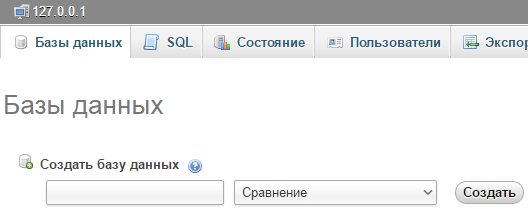 127.0.0.1
Базы данных SQL Состояние Пользователи Экспор
Базы данных
Создать базу данных
Сравнение Создать